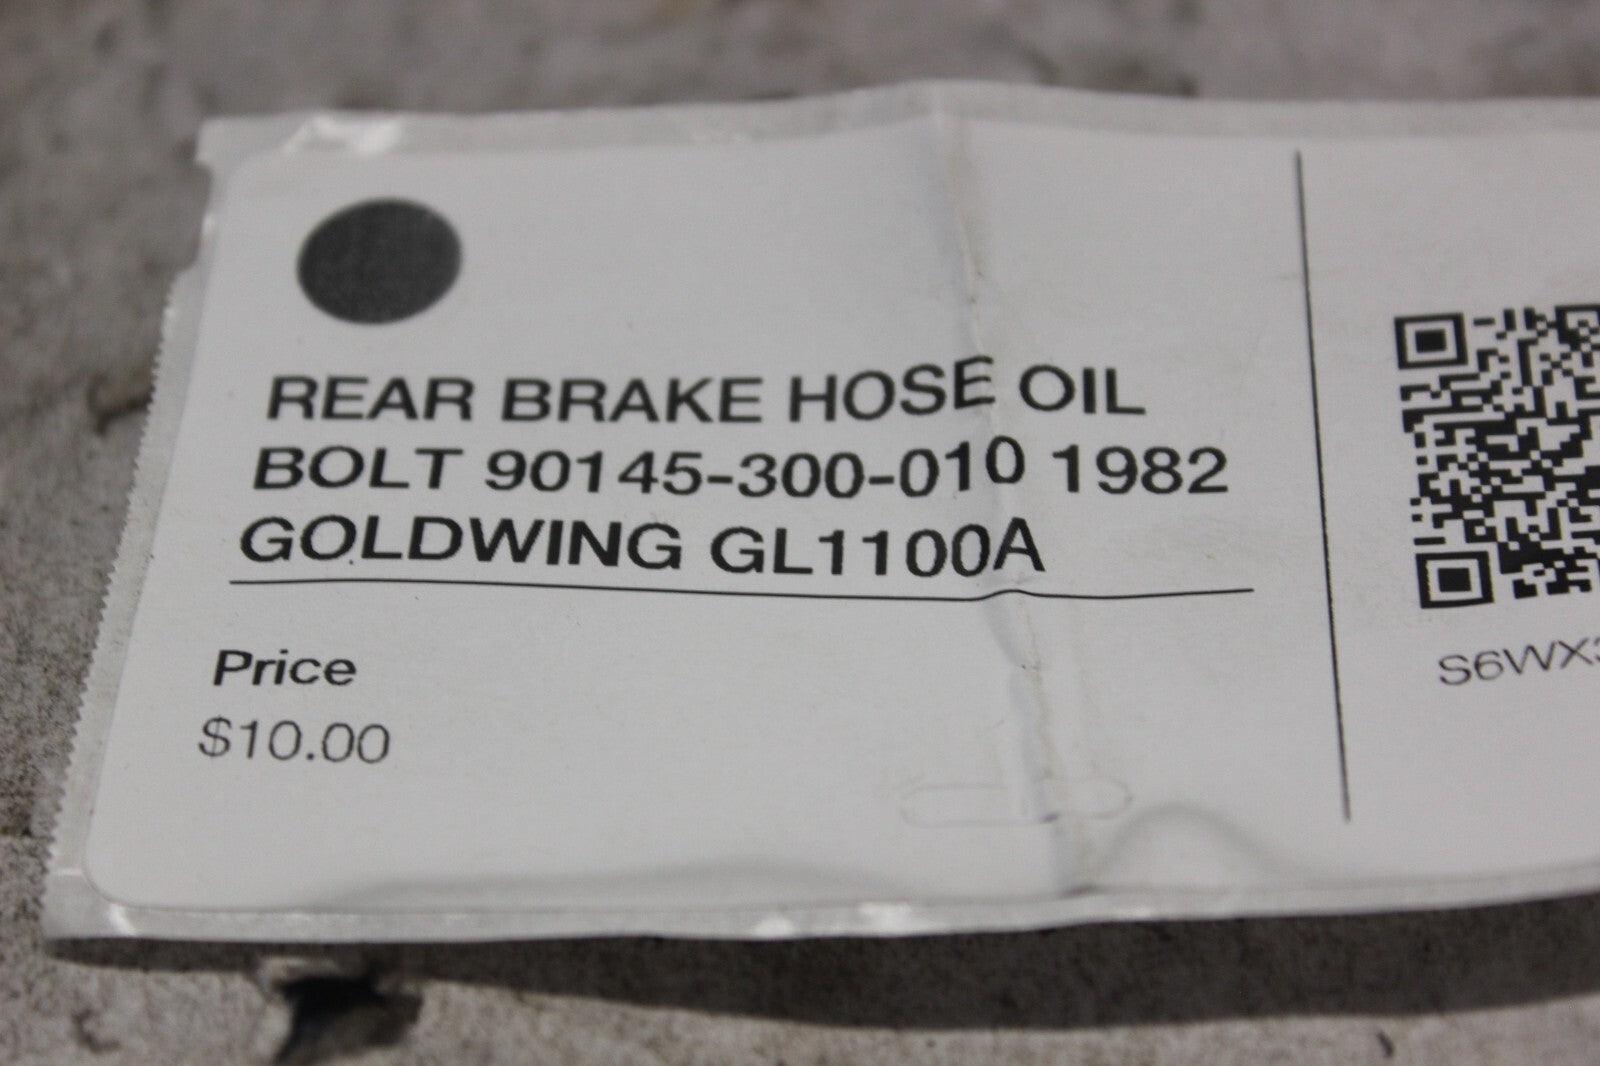 REAR BRAKE HOSE OIL
BOLT 90145-300-010 1982
GOLDWING GL1100A
Price
$10.00